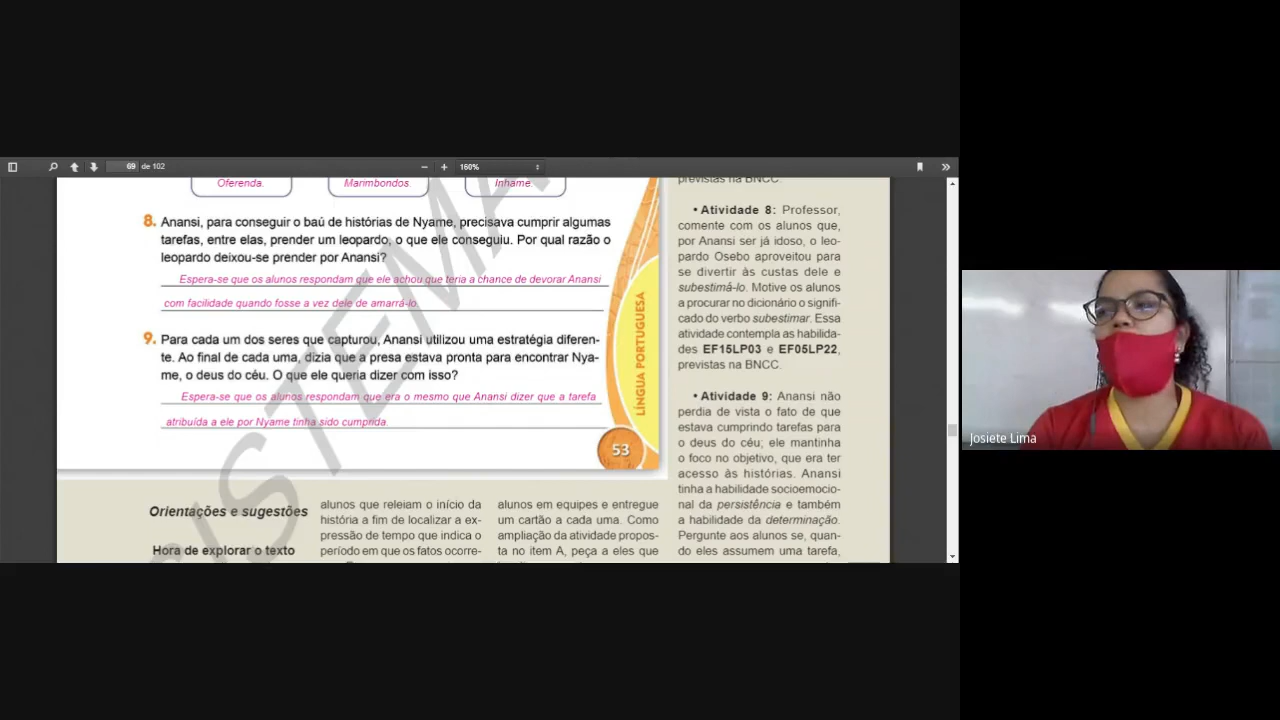 69 de 102
160%
Oferenda.
Marimbondos.
Inhame.
8. Anansi, para conseguir o baú de histórias de Nyame, precisava cumprir algumas
tarefas, entre elas, prender um leopardo, o que ele conseguiu. Por qual razão o
leopardo deixou-se prender por Anansi?
Espera-se que os alunos respondam que ele achou que teria a chance de devorar Anansi
com facilidade quando fosse a vez dele de amarrá-lo.
9. Para cada um dos seres que capturou, Anansi utilizou uma estratégia diferen-
te. Ao final de cada uma, dizia que a presa estava pronta para encontrar Nya-
me, o deus do céu. O que ele queria dizer com isso?
Espera-se que os alunos respondam que era o mesmo que Anansi dizer que a tarefa
atribuída a ele por Nyame tinha sido cumprida.
LÍNGUA PORTUGUESA
53
SISTEMA
Orientações e sugestões
Hora de explorar o texto
alunos que releiam o início da
história a fim de localizar a ex-
pressão de tempo que indica o
período em que os fatos ocorre-
alunos em equipes e entregue
um cartão a cada uma. Como
ampliação da atividade propos-
ta no item A, peça a eles que
previstas na BNCC.
• Atividade 8: Professor,
comente com os alunos que,
por Anansi ser já idoso, o leo-
pardo Osebo aproveitou para
se divertir às custas dele e
subestimá-lo. Motive os alunos
a procurar no dicionário o signifi-
cado do verbo subestimar. Essa
atividade contempla as habilida-
des EF15LP03 e EF05LP22,
previstas na BNCC.
• Atividade 9: Anansi não
perdia de vista o fato de que
estava cumprindo tarefas para
o deus do céu; ele mantinha
o foco no objetivo, que era ter
acesso às histórias. Anansi
tinha a habilidade socioemocio-
nal da persistência e também
a habilidade da determinação.
Pergunte aos alunos se, quan-
do eles assumem uma tarefa,
Josiete Lima